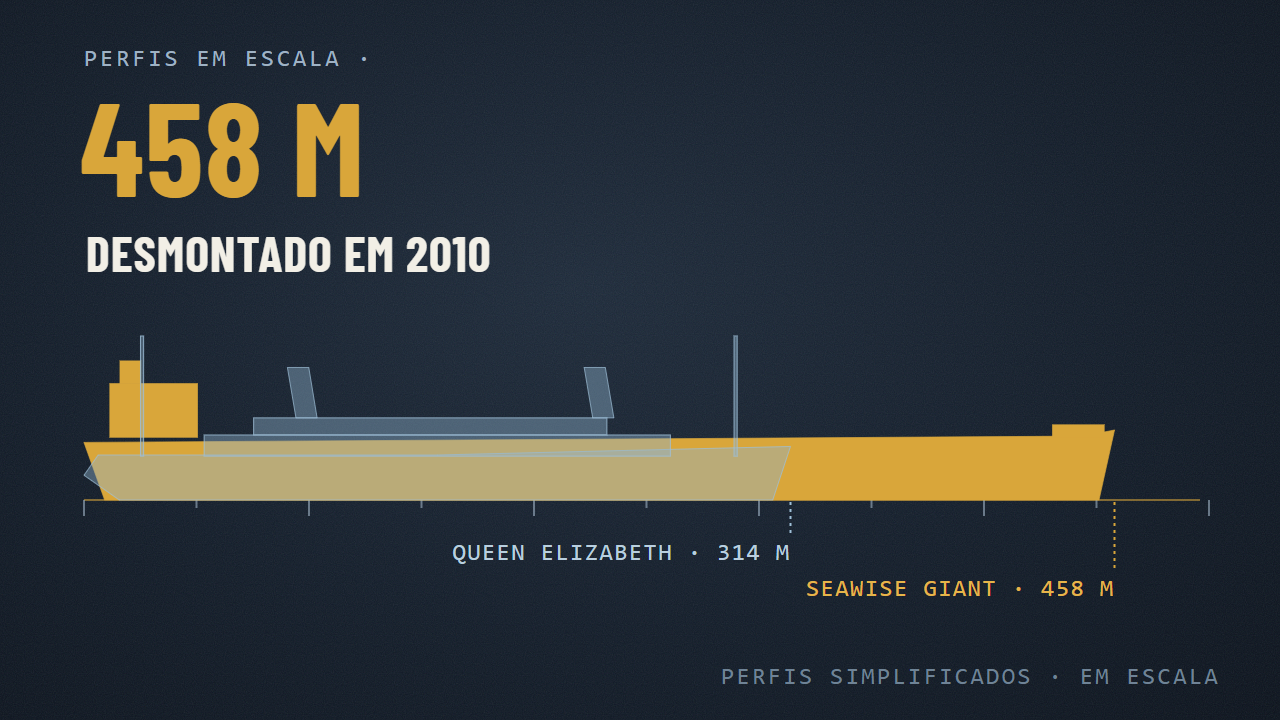 PERFIS EM ESCALA ·
458 M
DESMONTADO EM 2010
QUEEN ELIZABETH · 314 M
SEAWISE GIANT · 458 M
PERFIS SIMPLIFICADOS · EM ESCALA